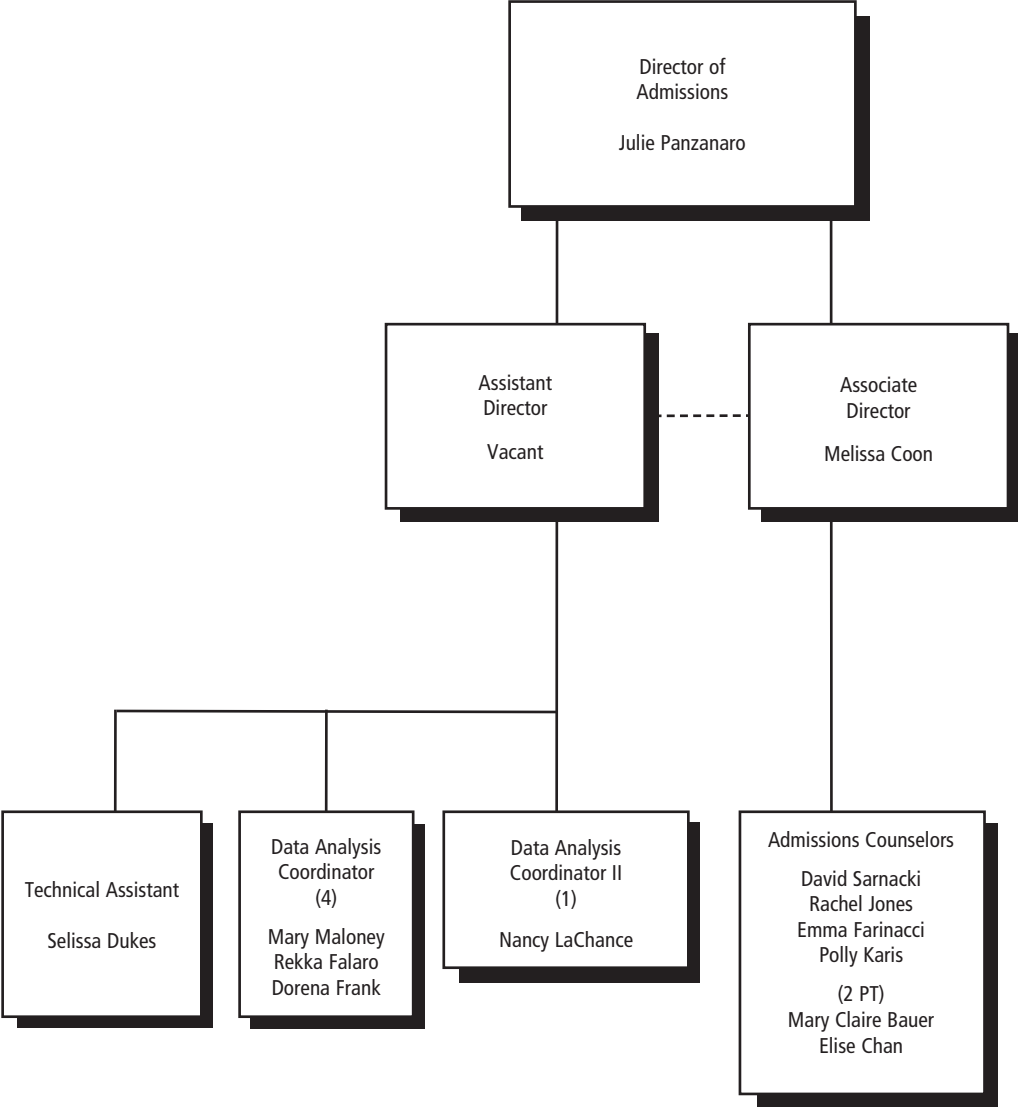 Director of
Admissions
Julie Panzanaro
Assistant
Director
Vacant
Associate
Director
Melissa Coon
Technical Assistant
Selissa Dukes
Data Analysis
Coordinator
(4)
Mary Maloney
Rekka Falaro
Dorena Frank
Data Analysis
Coordinator II
(1)
Nancy LaChance
Admissions Counselors
David Sarnacki
Rachel Jones
Emma Farinacci
Polly Karis
(2 PT)
Mary Claire Bauer
Elise Chan